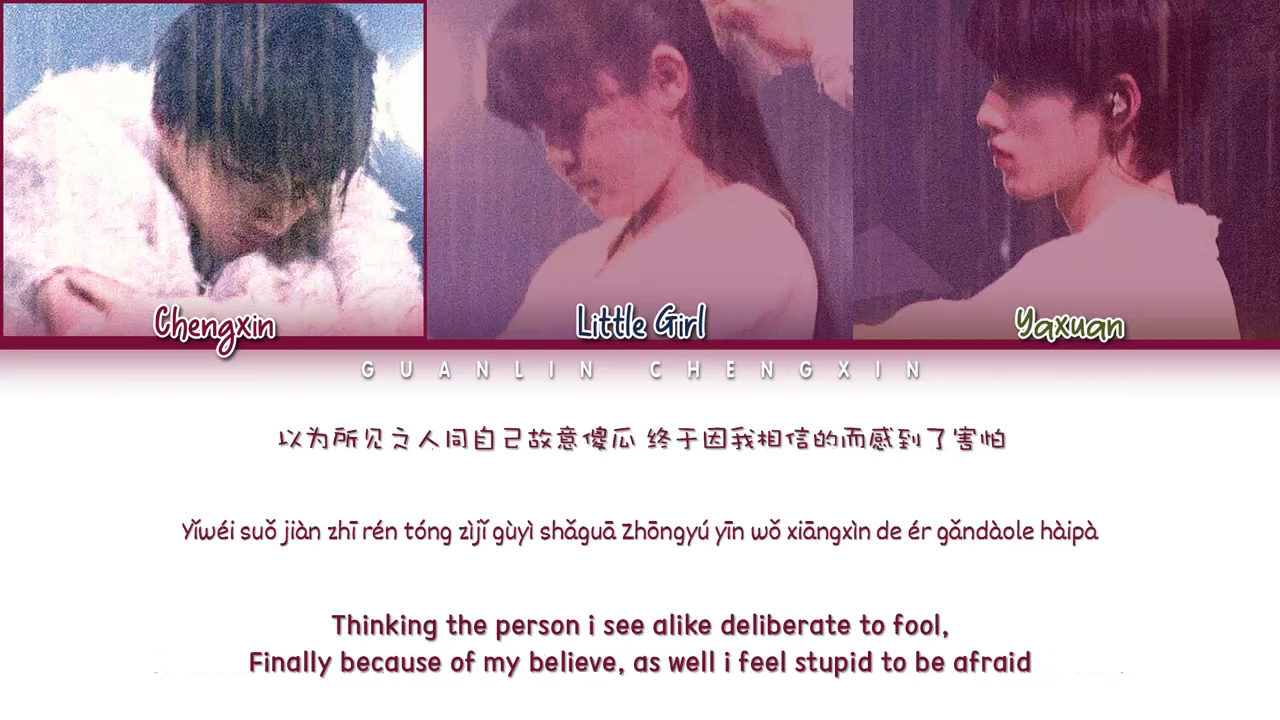 Chengxin
Little Girl
Yaxuan
GUANLIN CHENGXIN
以为所见之人同自己故意傻瓜 终于因我相信的而感到了害怕
Yǐwéi suǒ jiàn zhī rén tóng zìjǐ gùyì shǎguā Zhōngyú yīn wǒ xiāngxìn de ér gǎndàole hàipà
Thinking the person i see alike deliberate to fool,
Finally because of my believe, as well i feel stupid to be afraid